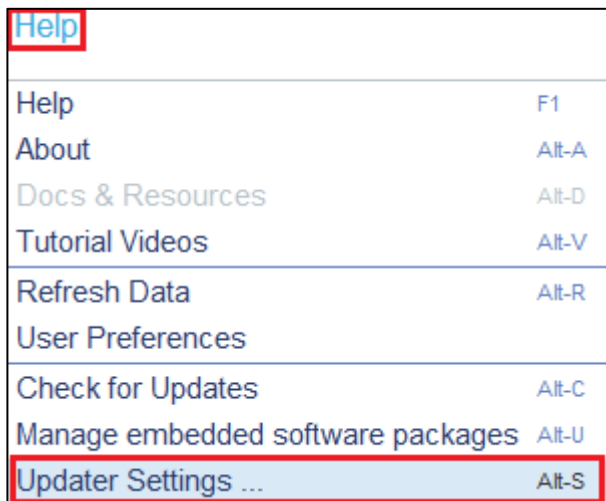 Help
Help F1
About Alt-A
Docs & Resources Alt-D
Tutorial Videos Alt-V
Refresh Data Alt-R
User Preferences
Check for Updates Alt-C
Manage embedded software packages Alt-U
Updater Settings ... Alt-S